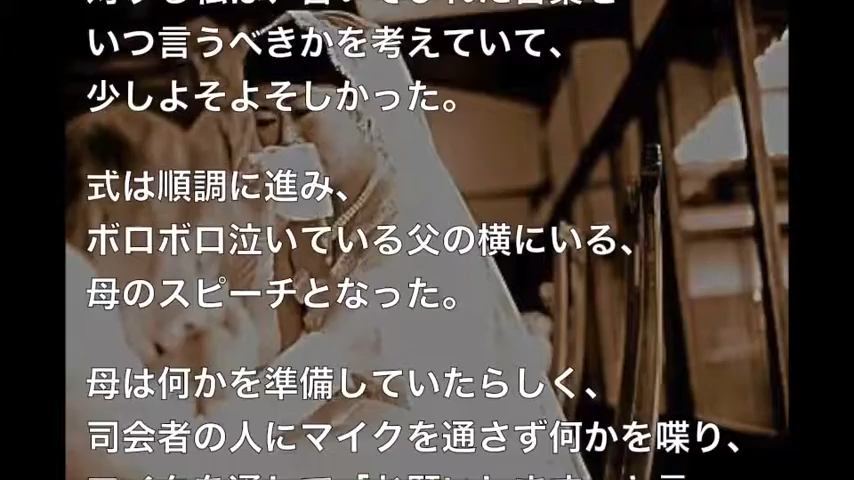 いつ言うべきかを考えていて、
少しよそよそしかった。
式は順調に進み、
ボロボロ泣いている父の横にいる、
母のスピーチとなった。
母は何かを準備していたらしく、
司会者の人にマイクを通さず何かを喋り、